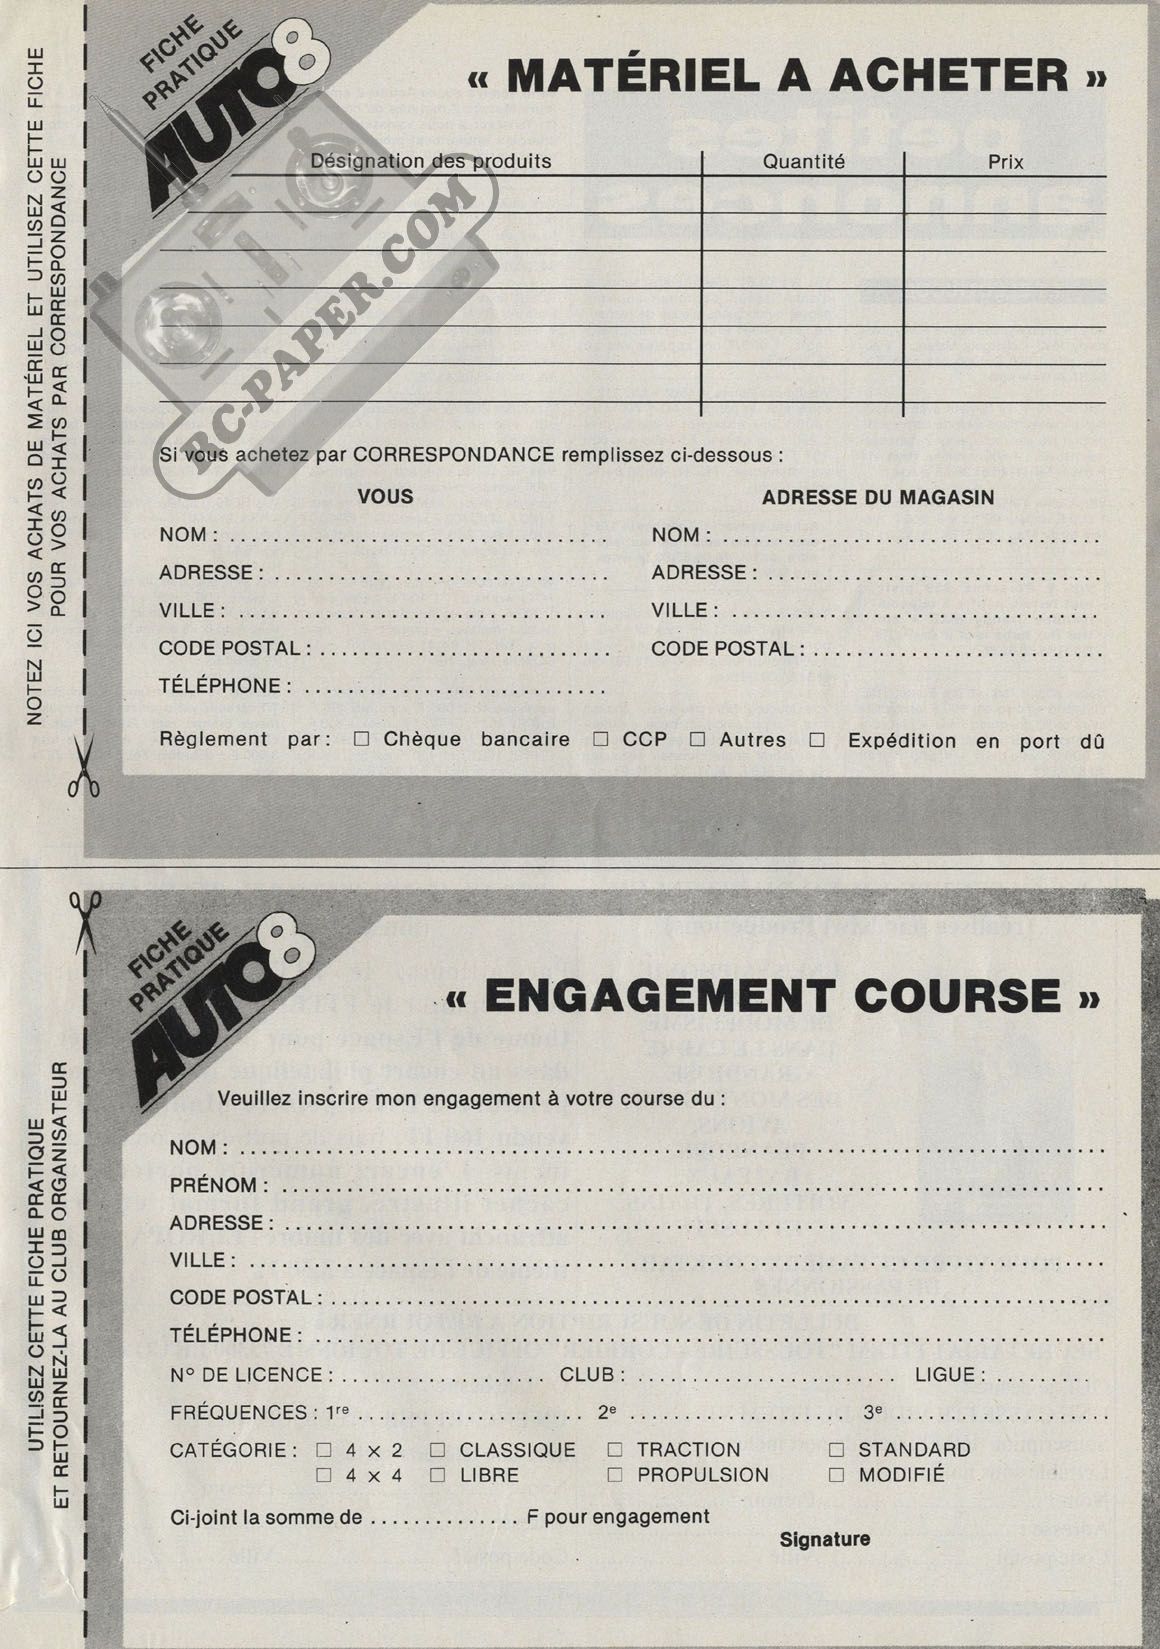 NOTEZ ICI VOS ACHATS DE MATÉRIEL ET UTILISEZ CETTE FICHE
POUR VOS ACHATS PAR CORRESPONDANCE
FICHE
PRATIQUE
AUTO8
« MATÉRIEL A ACHETER »
Désignation des produits Quantité Prix
RC-PAPER.COM
Si vous achetez par CORRESPONDANCE remplissez ci-dessous :
VOUS ADRESSE DU MAGASIN
NOM : NOM :
ADRESSE : ADRESSE :
VILLE : VILLE :
CODE POSTAL : CODE POSTAL :
TÉLÉPHONE :
Règlement par : □ Chèque bancaire □ CCP □ Autres □ Expédition en port dû
UTILISEZ CETTE FICHE PRATIQUE
ET RETOURNEZ-LA AU CLUB ORGANISATEUR
FICHE
PRATIQUE
AUTO8
« ENGAGEMENT COURSE »
Veuillez inscrire mon engagement à votre course du :
NOM :
PRÉNOM :
ADRESSE :
VILLE :
CODE POSTAL :
TÉLÉPHONE :
N° DE LICENCE : CLUB : LIGUE :
FRÉQUENCES : 1re 2e 3e
CATÉGORIE : □ 4 × 2 □ CLASSIQUE □ TRACTION □ STANDARD
□ 4 × 4 □ LIBRE □ PROPULSION □ MODIFIÉ
Ci-joint la somme de .............. F pour engagement
Signature